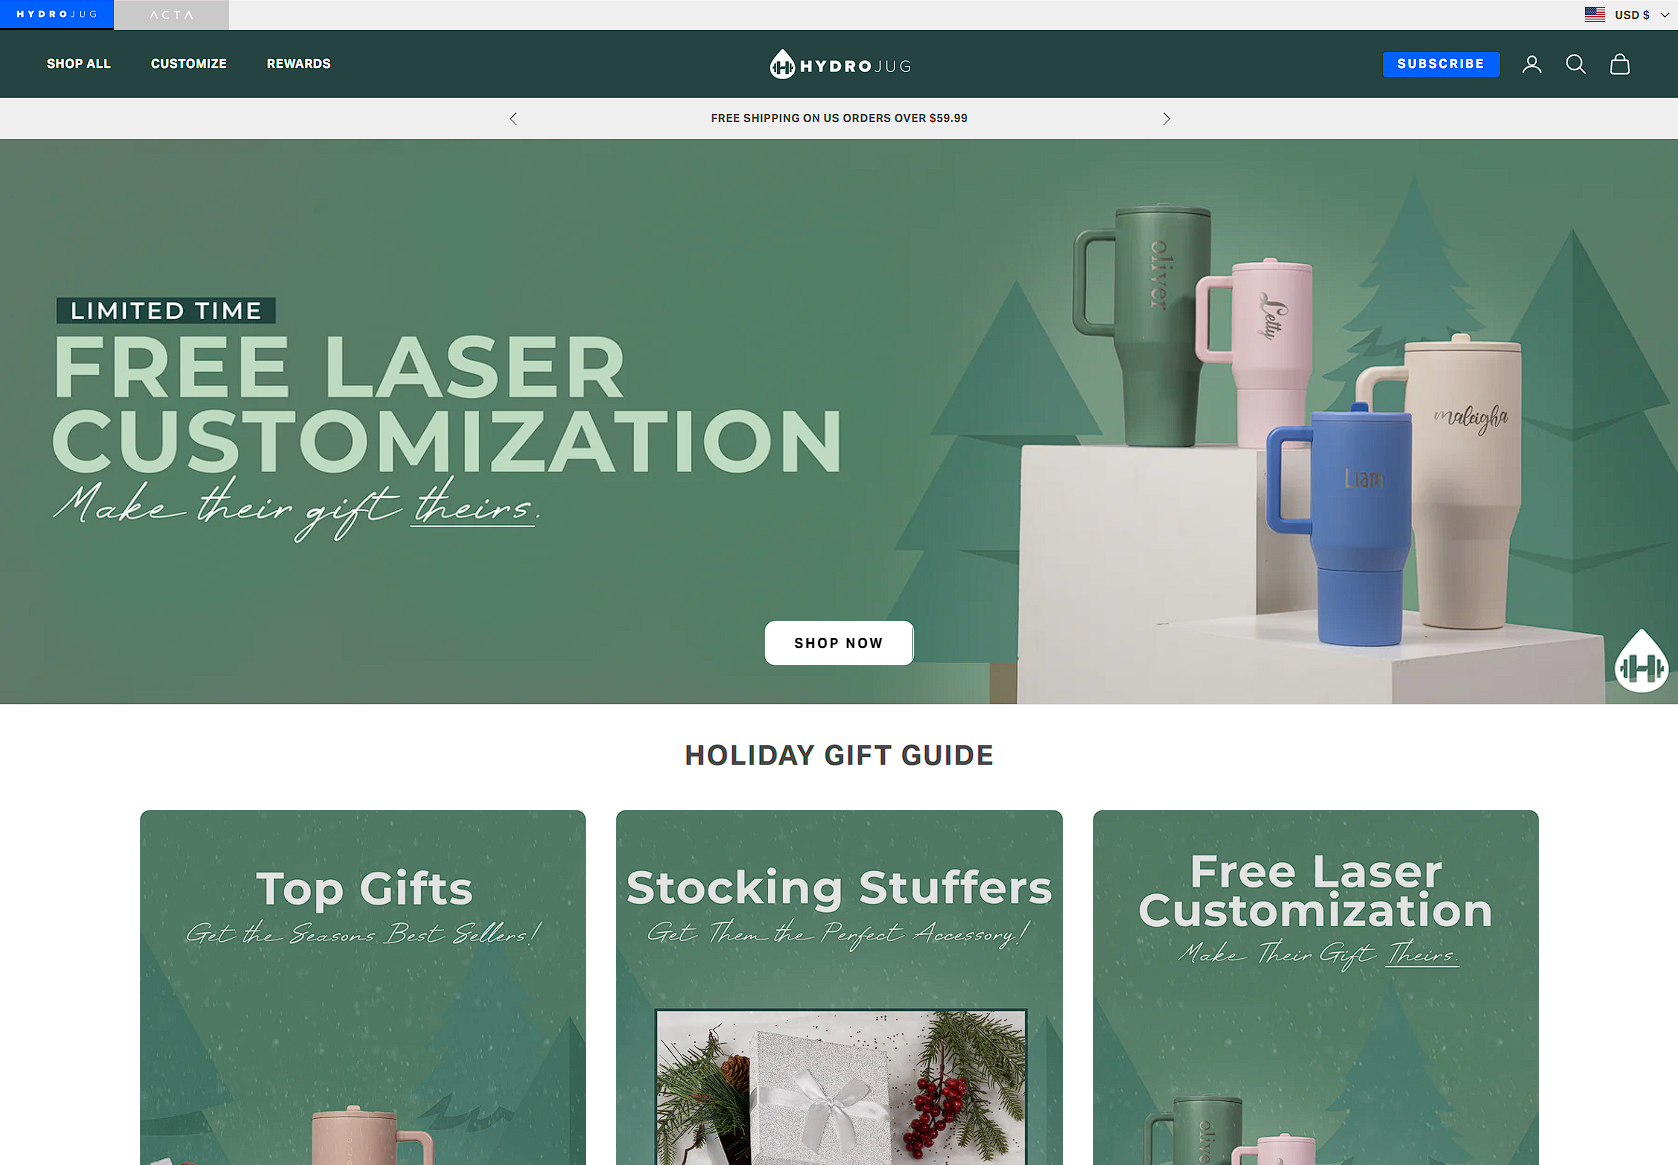 HYDROJUG
ACTA
USD $
SHOP ALL
CUSTOMIZE
REWARDS
HYDROJUG
SUBSCRIBE
FREE SHIPPING ON US ORDERS OVER $59.99
LIMITED TIME
FREE LASER
CUSTOMIZATION
Make their gift theirs.
oliver
Letty
maleigha
Liam
SHOP NOW
HOLIDAY GIFT GUIDE
Top Gifts
Get the Seasons Best Sellers!
Stocking Stuffers
Get Them the Perfect Accessory!
Free Laser
Customization
Make Their Gift Theirs.